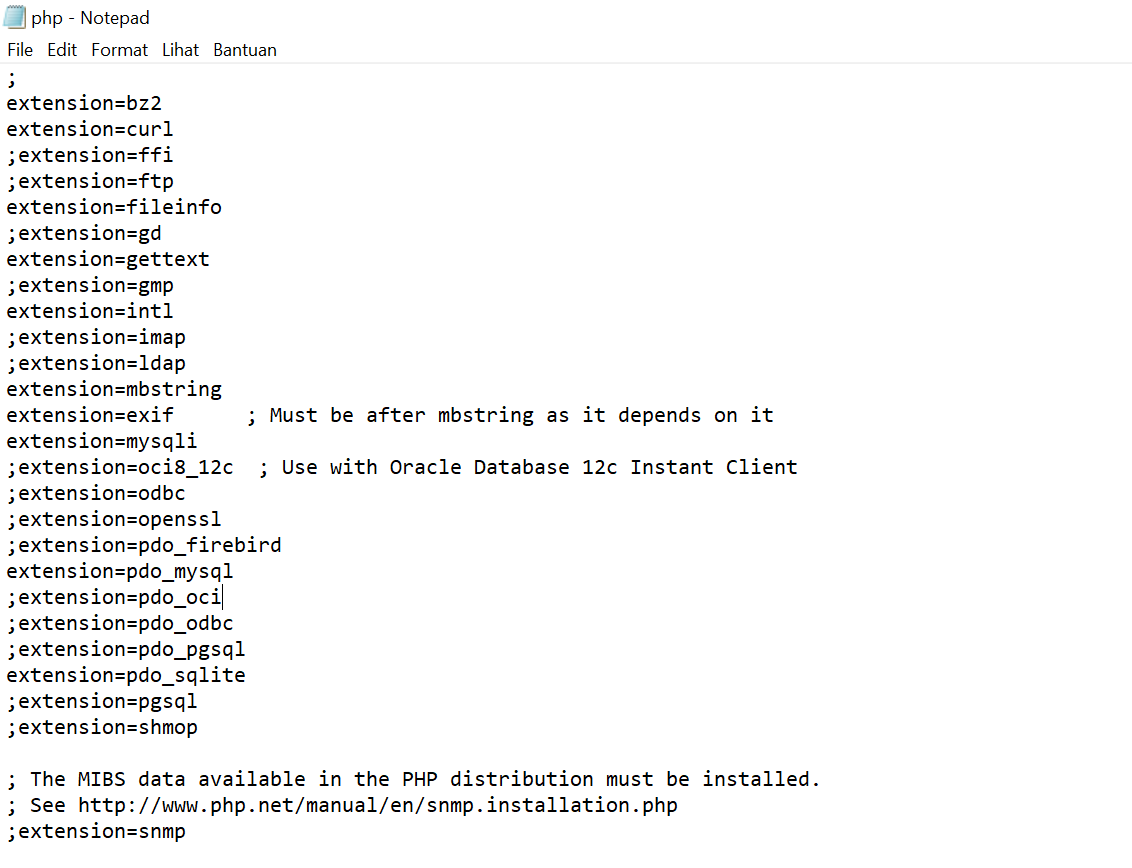 php - Notepad
File Edit Format Lihat Bantuan
;
extension=bz2
extension=curl
;extension=ffi
;extension=ftp
extension=fileinfo
;extension=gd
extension=gettext
;extension=gmp
extension=intl
;extension=imap
;extension=ldap
extension=mbstring
extension=exif      ; Must be after mbstring as it depends on it
extension=mysqli
;extension=oci8_12c  ; Use with Oracle Database 12c Instant Client
;extension=odbc
;extension=openssl
;extension=pdo_firebird
extension=pdo_mysql
;extension=pdo_oci
;extension=pdo_odbc
;extension=pdo_pgsql
extension=pdo_sqlite
;extension=pgsql
;extension=shmop

; The MIBS data available in the PHP distribution must be installed.
; See http://www.php.net/manual/en/snmp.installation.php
;extension=snmp